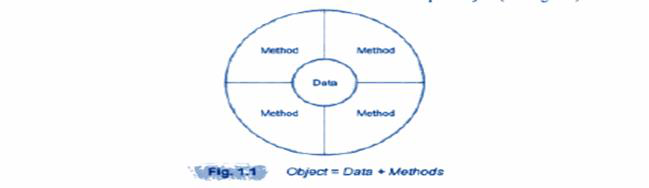 Method Method
Data
Method Method
Fig. 1.1 Object = Data + Methods